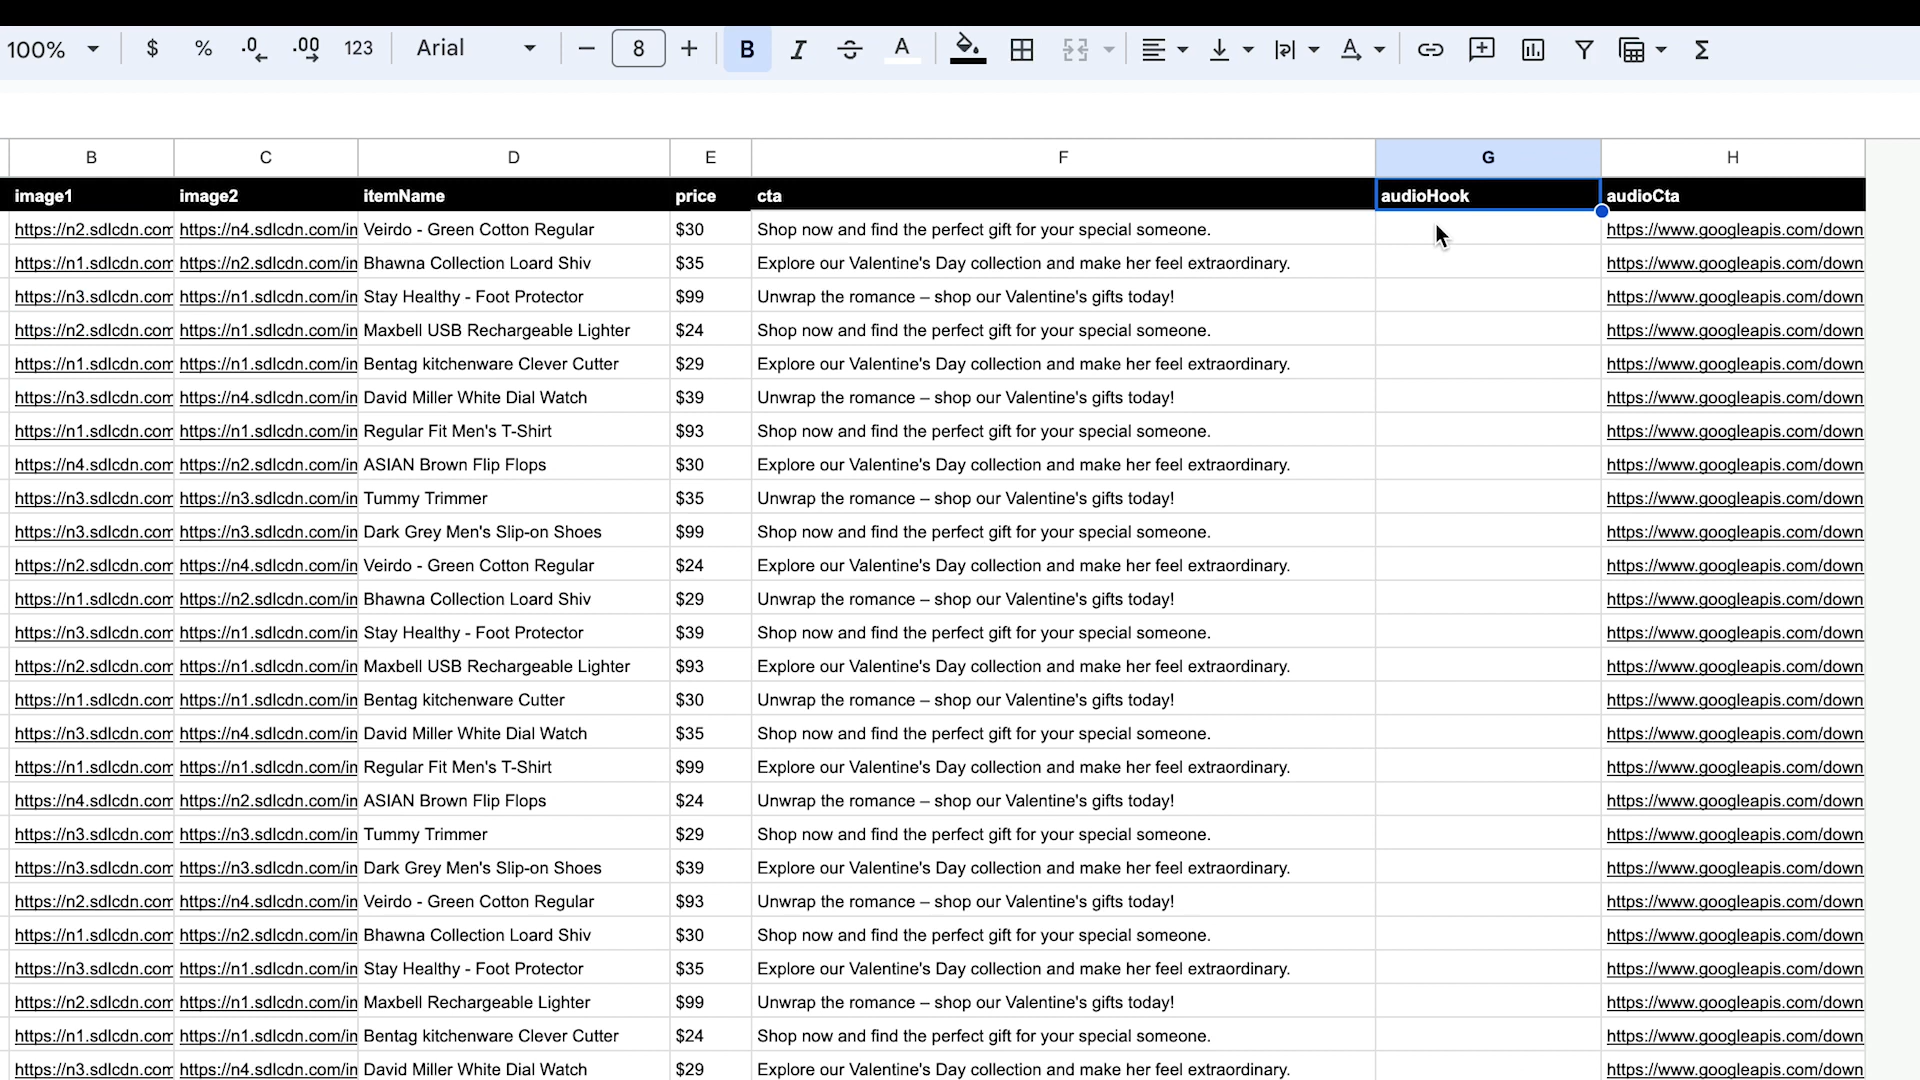 100% $ % .0 .00 123 Arial 8 B I S A A Σ
B C D E F G H
image1 image2 itemName price cta audioHook audioCta
https://n2.sdlcdn.com https://n4.sdlcdn.com/in Veirdo - Green Cotton Regular $30 Shop now and find the perfect gift for your special someone. https://www.googleapis.com/down
https://n1.sdlcdn.com https://n2.sdlcdn.com/in Bhawna Collection Loard Shiv $35 Explore our Valentine's Day collection and make her feel extraordinary. https://www.googleapis.com/down
https://n3.sdlcdn.com https://n1.sdlcdn.com/in Stay Healthy - Foot Protector $99 Unwrap the romance – shop our Valentine's gifts today! https://www.googleapis.com/down
https://n2.sdlcdn.com https://n1.sdlcdn.com/in Maxbell USB Rechargeable Lighter $24 Shop now and find the perfect gift for your special someone. https://www.googleapis.com/down
https://n1.sdlcdn.com https://n1.sdlcdn.com/in Bentag kitchenware Clever Cutter $29 Explore our Valentine's Day collection and make her feel extraordinary. https://www.googleapis.com/down
https://n3.sdlcdn.com https://n4.sdlcdn.com/in David Miller White Dial Watch $39 Unwrap the romance – shop our Valentine's gifts today! https://www.googleapis.com/down
https://n1.sdlcdn.com https://n1.sdlcdn.com/in Regular Fit Men's T-Shirt $93 Shop now and find the perfect gift for your special someone. https://www.googleapis.com/down
https://n4.sdlcdn.com https://n2.sdlcdn.com/in ASIAN Brown Flip Flops $30 Explore our Valentine's Day collection and make her feel extraordinary. https://www.googleapis.com/down
https://n3.sdlcdn.com https://n3.sdlcdn.com/in Tummy Trimmer $35 Unwrap the romance – shop our Valentine's gifts today! https://www.googleapis.com/down
https://n3.sdlcdn.com https://n3.sdlcdn.com/in Dark Grey Men's Slip-on Shoes $99 Shop now and find the perfect gift for your special someone. https://www.googleapis.com/down
https://n2.sdlcdn.com https://n4.sdlcdn.com/in Veirdo - Green Cotton Regular $24 Explore our Valentine's Day collection and make her feel extraordinary. https://www.googleapis.com/down
https://n1.sdlcdn.com https://n2.sdlcdn.com/in Bhawna Collection Loard Shiv $29 Unwrap the romance – shop our Valentine's gifts today! https://www.googleapis.com/down
https://n3.sdlcdn.com https://n1.sdlcdn.com/in Stay Healthy - Foot Protector $39 Shop now and find the perfect gift for your special someone. https://www.googleapis.com/down
https://n2.sdlcdn.com https://n1.sdlcdn.com/in Maxbell USB Rechargeable Lighter $93 Explore our Valentine's Day collection and make her feel extraordinary. https://www.googleapis.com/down
https://n1.sdlcdn.com https://n1.sdlcdn.com/in Bentag kitchenware Cutter $30 Unwrap the romance – shop our Valentine's gifts today! https://www.googleapis.com/down
https://n3.sdlcdn.com https://n4.sdlcdn.com/in David Miller White Dial Watch $35 Shop now and find the perfect gift for your special someone. https://www.googleapis.com/down
https://n1.sdlcdn.com https://n1.sdlcdn.com/in Regular Fit Men's T-Shirt $99 Explore our Valentine's Day collection and make her feel extraordinary. https://www.googleapis.com/down
https://n4.sdlcdn.com https://n2.sdlcdn.com/in ASIAN Brown Flip Flops $24 Unwrap the romance – shop our Valentine's gifts today! https://www.googleapis.com/down
https://n3.sdlcdn.com https://n3.sdlcdn.com/in Tummy Trimmer $29 Shop now and find the perfect gift for your special someone. https://www.googleapis.com/down
https://n3.sdlcdn.com https://n3.sdlcdn.com/in Dark Grey Men's Slip-on Shoes $39 Explore our Valentine's Day collection and make her feel extraordinary. https://www.googleapis.com/down
https://n2.sdlcdn.com https://n4.sdlcdn.com/in Veirdo - Green Cotton Regular $93 Unwrap the romance – shop our Valentine's gifts today! https://www.googleapis.com/down
https://n1.sdlcdn.com https://n2.sdlcdn.com/in Bhawna Collection Loard Shiv $30 Shop now and find the perfect gift for your special someone. https://www.googleapis.com/down
https://n3.sdlcdn.com https://n1.sdlcdn.com/in Stay Healthy - Foot Protector $35 Explore our Valentine's Day collection and make her feel extraordinary. https://www.googleapis.com/down
https://n2.sdlcdn.com https://n1.sdlcdn.com/in Maxbell Rechargeable Lighter $99 Unwrap the romance – shop our Valentine's gifts today! https://www.googleapis.com/down
https://n1.sdlcdn.com https://n1.sdlcdn.com/in Bentag kitchenware Clever Cutter $24 Shop now and find the perfect gift for your special someone. https://www.googleapis.com/down
https://n3.sdlcdn.com https://n4.sdlcdn.com/in David Miller White Dial Watch $29 Explore our Valentine's Day collection and make her feel extraordinary. https://www.googleapis.com/down